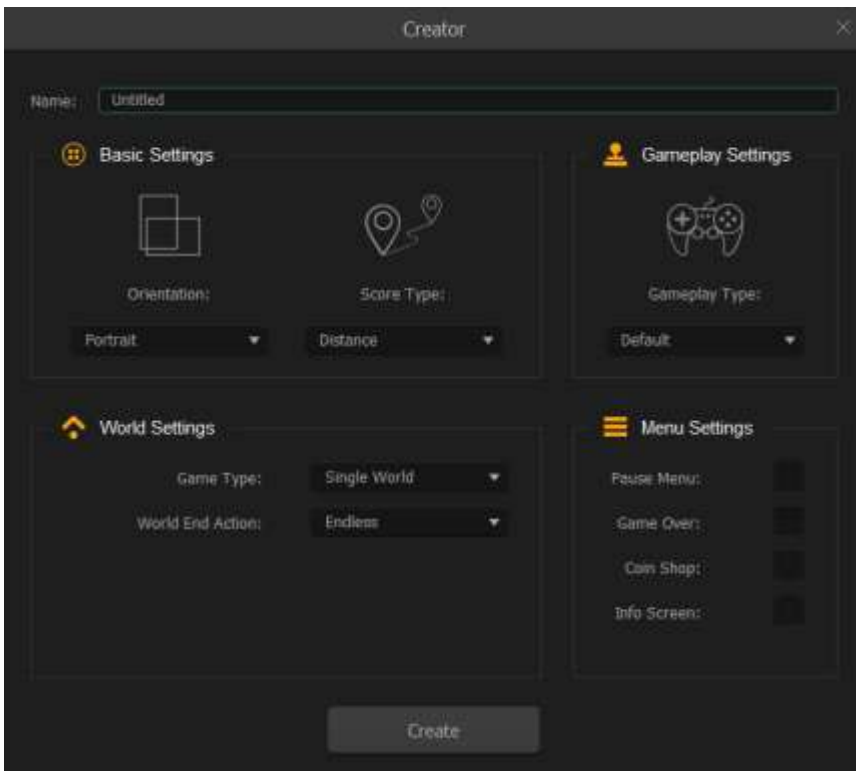 Creator
Name: Untitled
Basic Settings
Gameplay Settings
Orientation:
Score Type:
Gameplay Type:
Portrait
Distance
Default
World Settings
Menu Settings
Game Type: Single World
Pause Menu:
World End Action: Endless
Game Over:
Coin Shop:
Info Screen:
Create